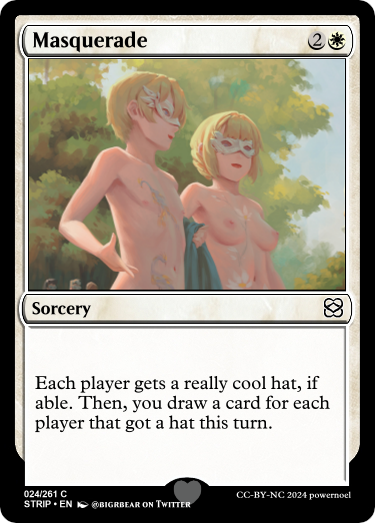 Masquerade 2
Sorcery
Each player gets a really cool hat, if
able. Then, you draw a card for each
player that got a hat this turn.
024/261 C
STRIP • EN @BIGRBEAR ON TWITTER
CC-BY-NC 2024 powernoel